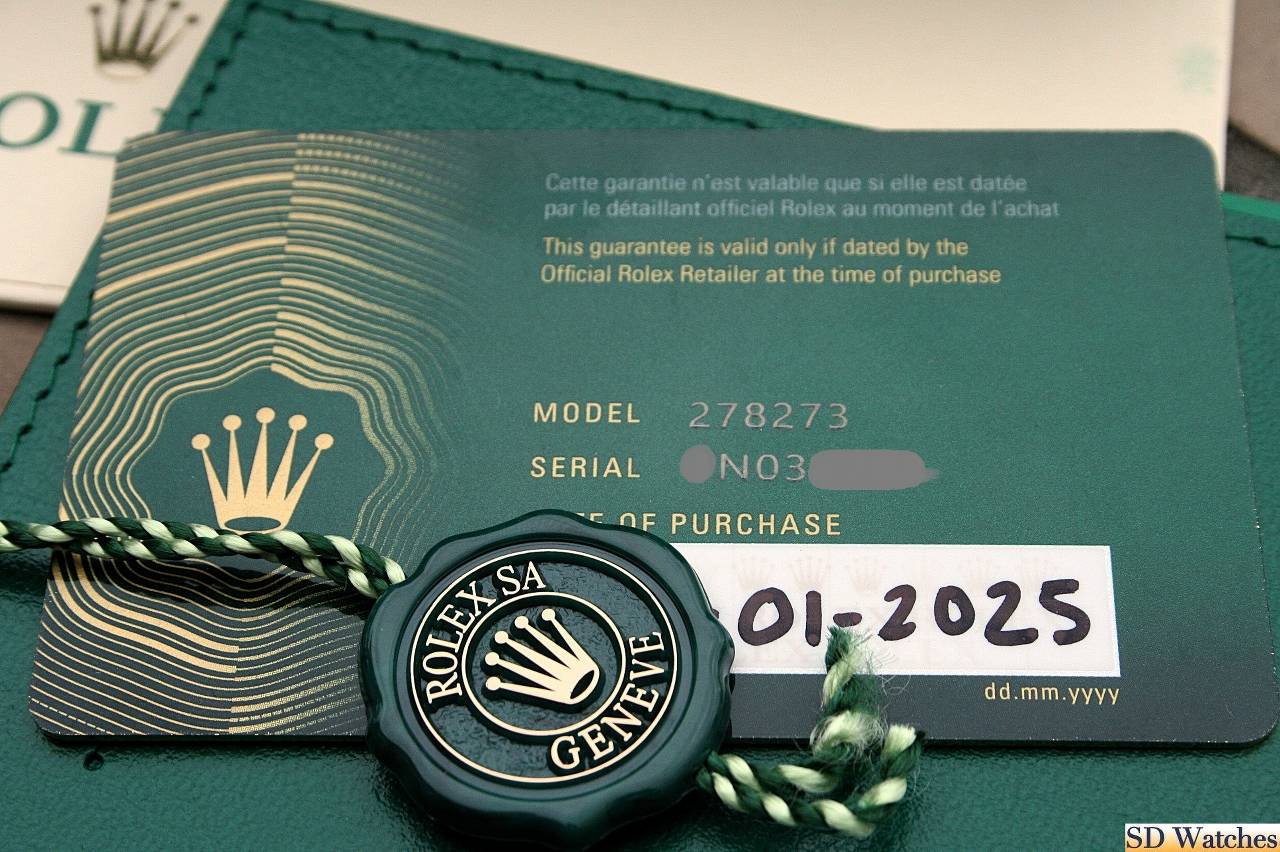 ROL
Cette garantie n'est valable que si elle est datée
par le détaillant officiel Rolex au moment de l'achat
This guarantee is valid only if dated by the
Official Rolex Retailer at the time of purchase
MODEL 278273
SERIAL N03
OF PURCHASE
01-2025
dd.mm.yyyy
ROLEX SA
GENEVE
SD Watches